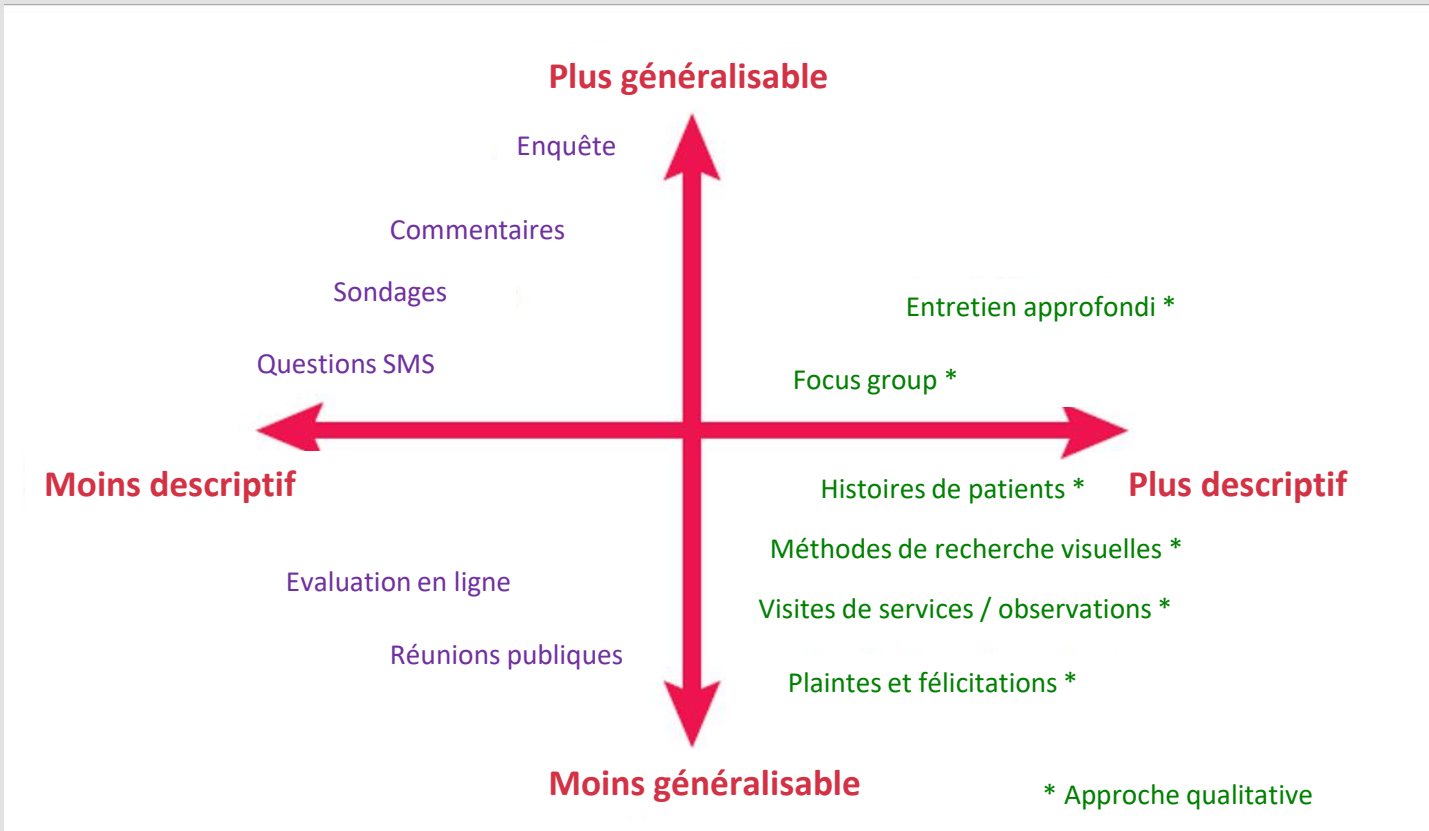 Plus généralisable
Enquête
Commentaires
Sondages
Entretien approfondi *
Questions SMS
Focus group *
Moins descriptif
Histoires de patients *
Plus descriptif
Méthodes de recherche visuelles *
Evaluation en ligne
Visites de services / observations *
Réunions publiques
Plaintes et félicitations *
Moins généralisable
* Approche qualitative